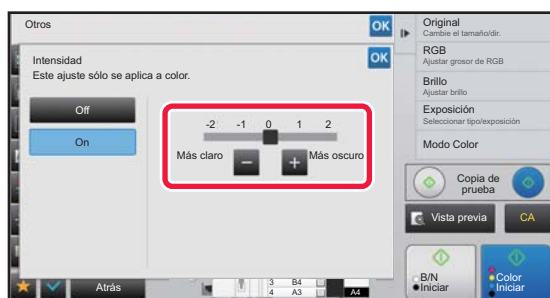 Otros
OK
Intensidad
Este ajuste sólo se aplica a color.
OK
Off
On
-2 -1 0 1 2
Más claro
Más oscuro
Atrás
3 B4
4 A3
A4
Original
Cambie el tamaño/dir.
RGB
Ajustar grosor de RGB
Brillo
Ajustar brillo
Exposición
Seleccionar tipo/exposición
Modo Color
Copia de
prueba
Vista previa
CA
B/N
Iniciar
Color
Iniciar